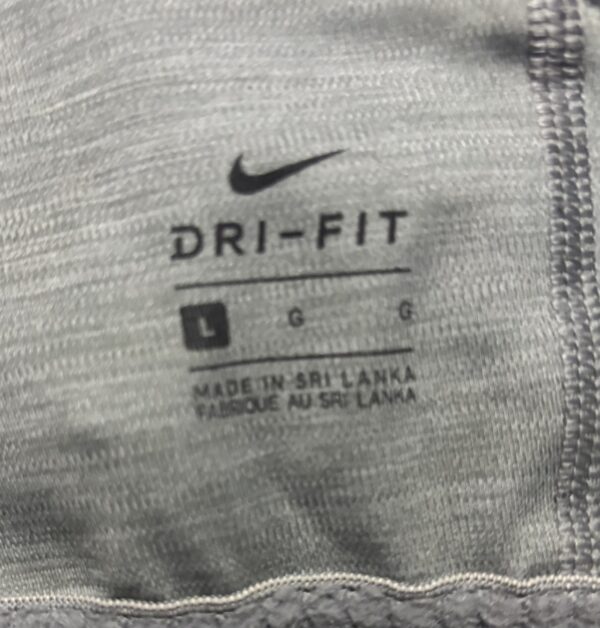 DRI-FIT
L G G
MADE IN SRI LANKA
FABRIQUE AU SRI LANKA